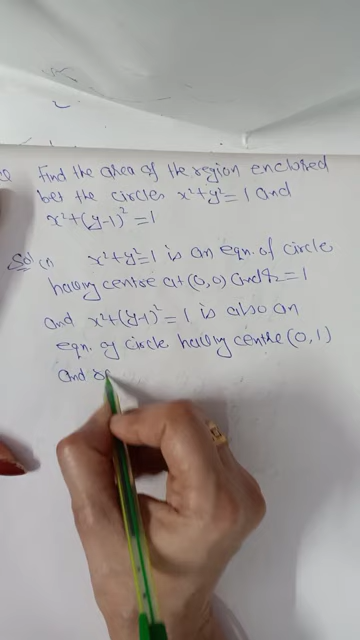 Find the area of the region enclosed
bet the circles x²+y²=1 and
x²+(y-1)²=1
Soln x²+y²=1 is an eqn. of circle
having centre at (0,0) and r=1
and x²+(y-1)²=1 is also an
eqn. of circle having centre (0,1)
and